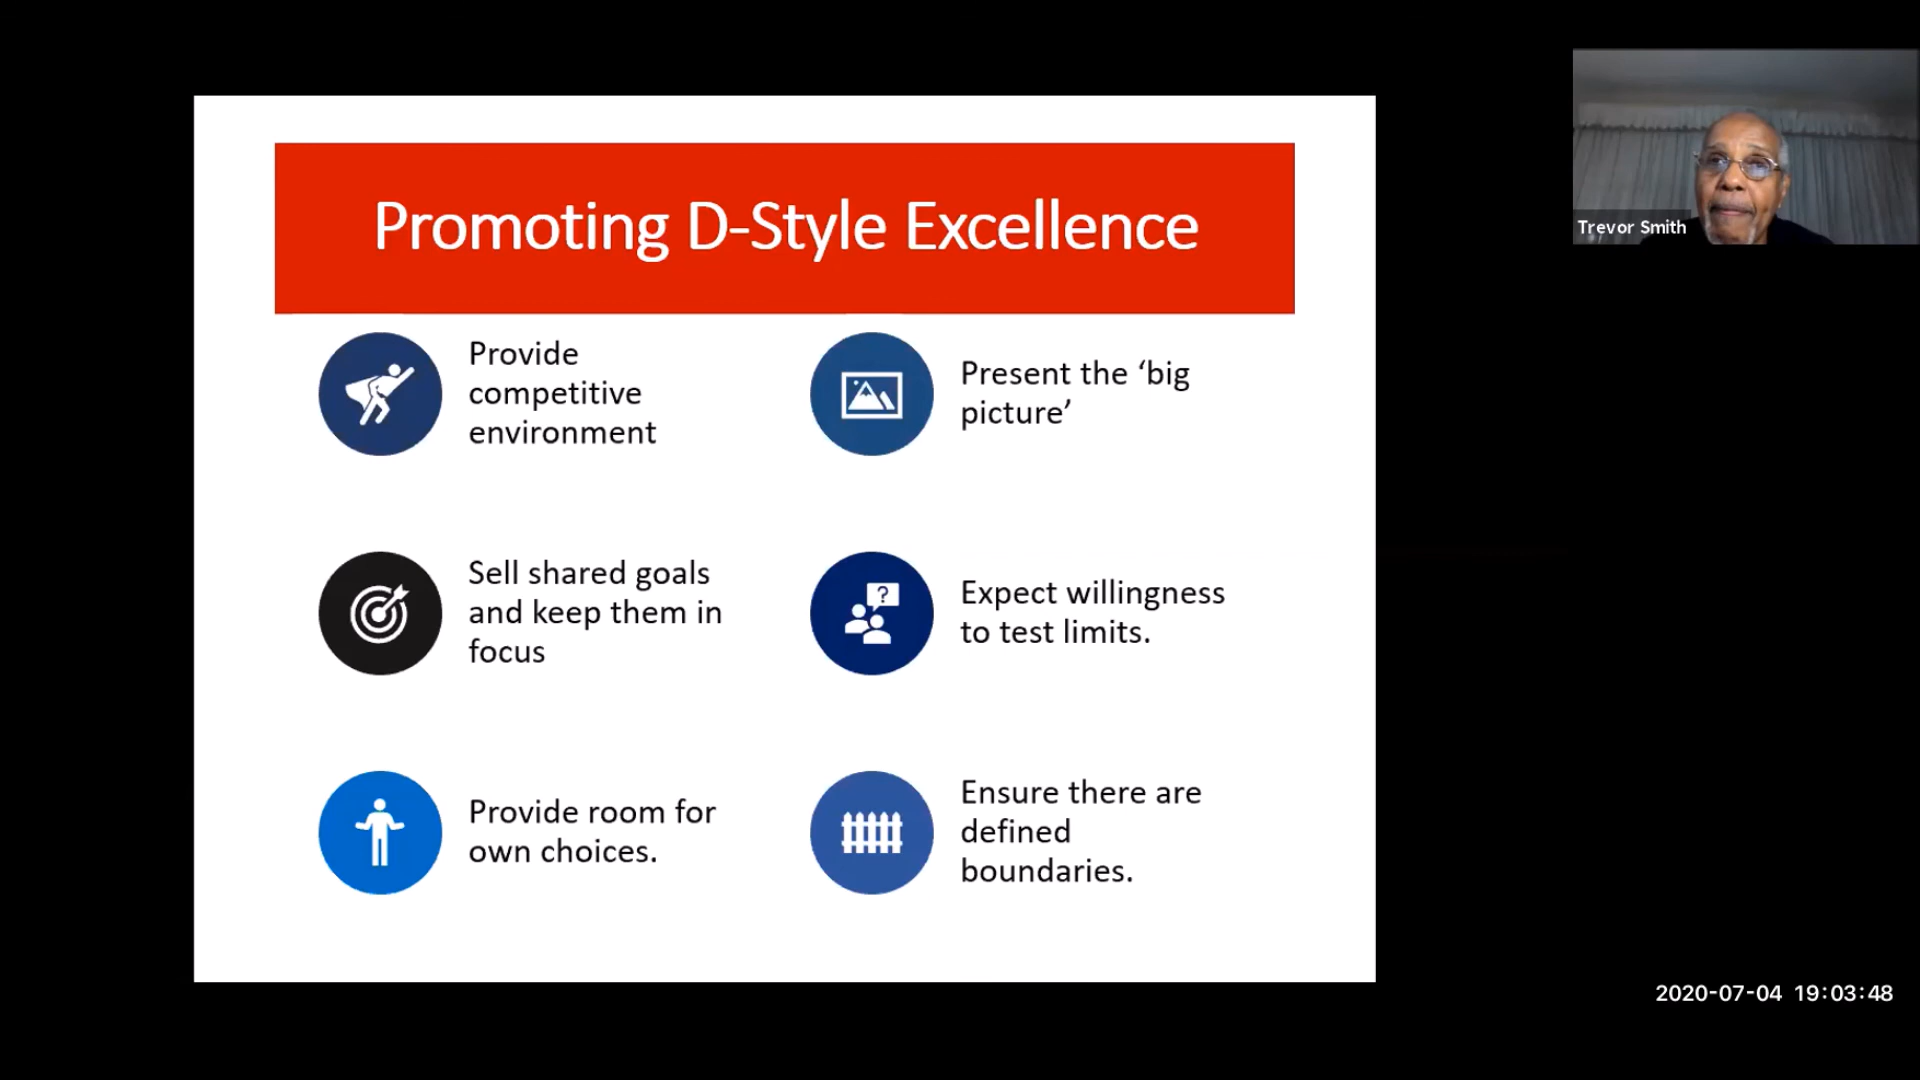 Promoting D-Style Excellence
Provide
competitive
environment
Present the ‘big
picture’
Sell shared goals
and keep them in
focus
?
Expect willingness
to test limits.
Provide room for
own choices.
Ensure there are
defined
boundaries.
Trevor Smith
2020-07-04 19:03:48